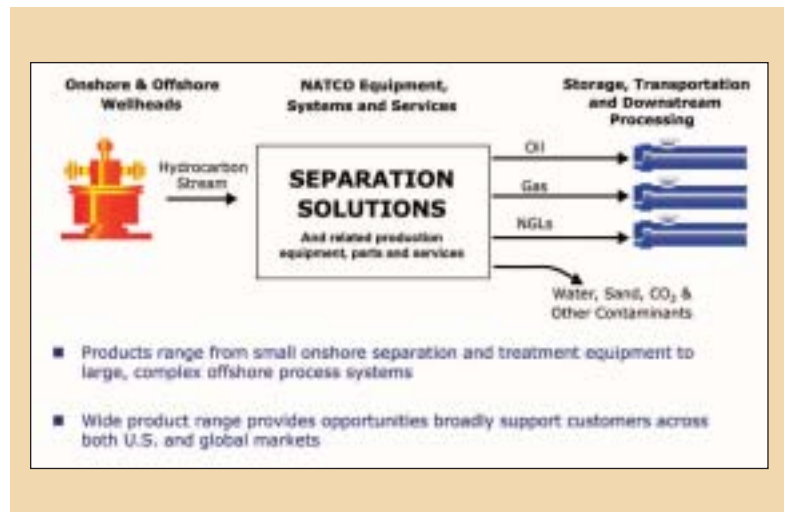 Onshore & Offshore
Wellheads
NATCO Equipment,
Systems and Services
Storage, Transportation
and Downstream
Processing
Hydrocarbon
Stream
SEPARATION
SOLUTIONS
And related production
equipment, parts and services
Oil
Gas
NGLs
Water, Sand, CO₂ &
Other Contaminants
■ Products range from small onshore separation and treatment equipment to
large, complex offshore process systems
■ Wide product range provides opportunities broadly support customers across
both U.S. and global markets